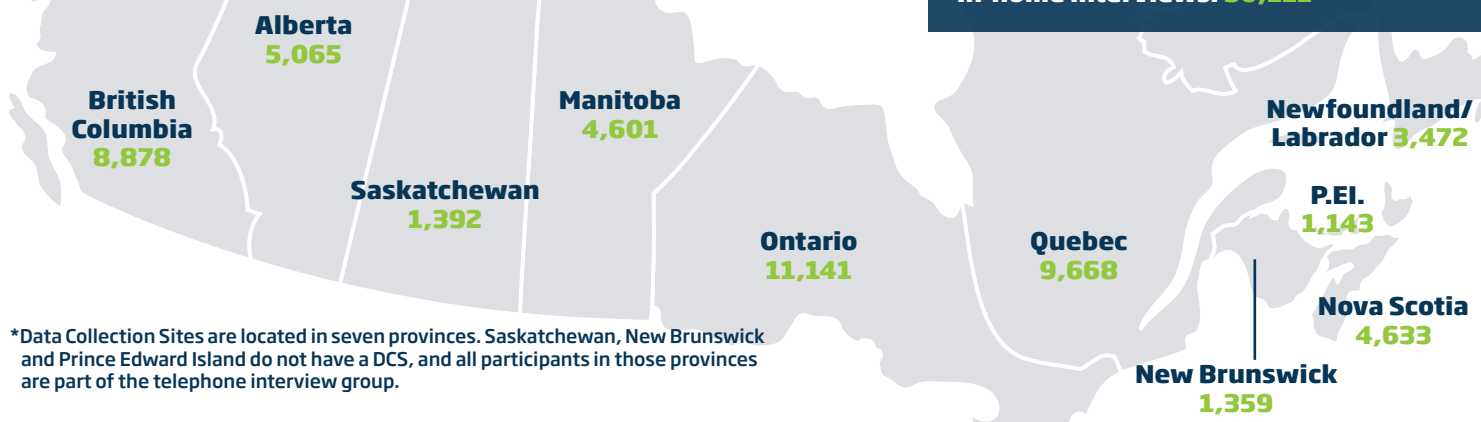 Alberta
5,065
British
Columbia
8,878
Manitoba
4,601
Saskatchewan
1,392
Ontario
11,141
Quebec
9,668
Newfoundland/
Labrador 3,472
P.EI.
1,143
Nova Scotia
4,633
New Brunswick
1,359
*Data Collection Sites are located in seven provinces. Saskatchewan, New Brunswick
and Prince Edward Island do not have a DCS, and all participants in those provinces
are part of the telephone interview group.